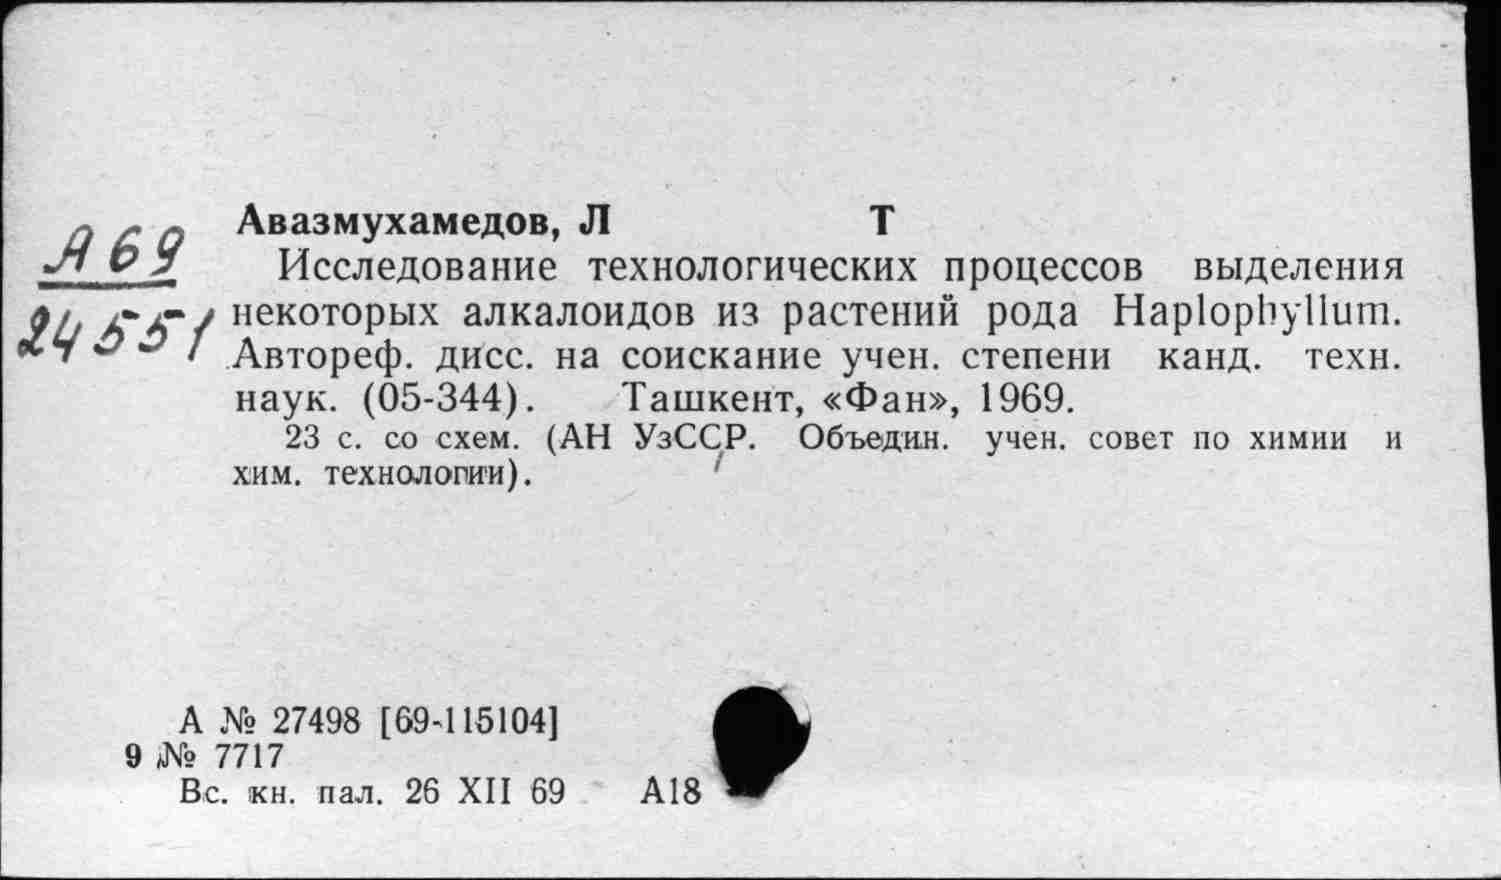 А69
24551
Авазмухамедов, Л Т
Исследование технологических процессов выделения
некоторых алкалоидов из растений рода Haplophyllum.
Автореф. дисс. на соискание учен. степени канд. техн.
наук. (05-344). Ташкент, «Фан», 1969.
23 с. со схем. (АН УзССР. Объедин. учен. совет по химии и
хим. технологии).
А № 27498 [69-115104]
9 № 7717
Вс. кн. пал. 26 XII 69 А18